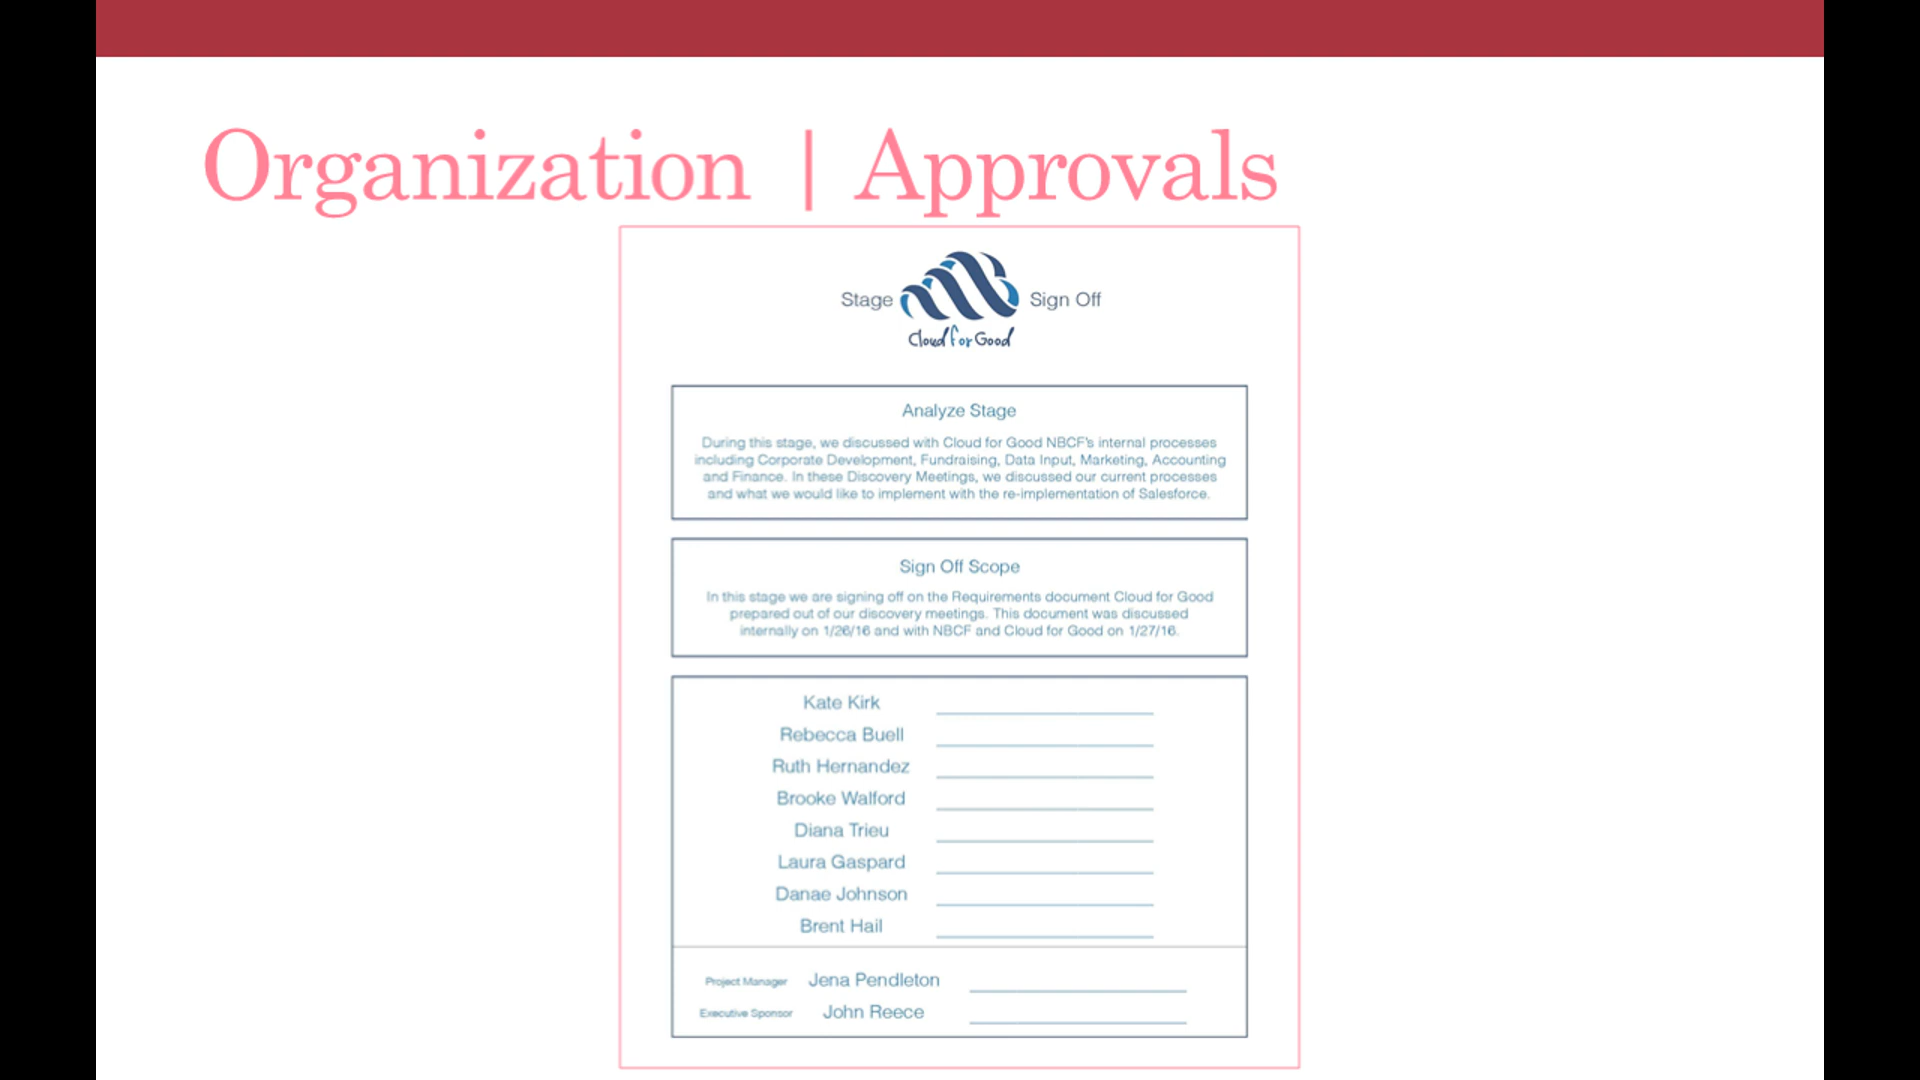 Organization | Approvals
Stage Sign Off
Cloud for Good
Analyze Stage
During this stage, we discussed with Cloud for Good NBCF's internal processes
including Corporate Development, Fundraising, Data Input, Marketing, Accounting
and Finance. In these Discovery Meetings, we discussed our current processes
and what we would like to implement with the re-implementation of Salesforce.
Sign Off Scope
In this stage we are signing off on the Requirements document Cloud for Good
prepared out of our discovery meetings. This document was discussed
internally on 1/26/16 and with NBCF and Cloud for Good on 1/27/16.
Kate Kirk
Rebecca Buell
Ruth Hernandez
Brooke Walford
Diana Trieu
Laura Gaspard
Danae Johnson
Brent Hail
Project Manager Jena Pendleton
Executive Sponsor John Reece